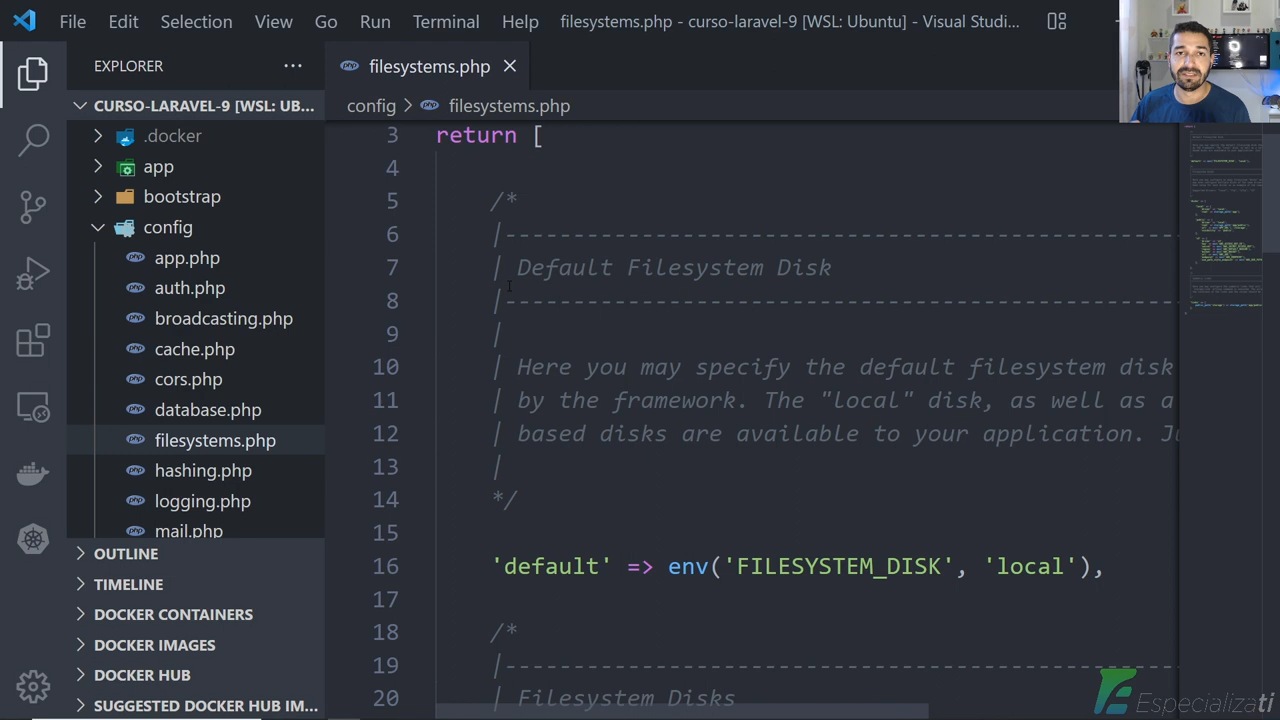 File Edit Selection View Go Run Terminal Help filesystems.php - curso-laravel-9 [WSL: Ubuntu] - Visual Studi...
EXPLORER
CURSO-LARAVEL-9 [WSL: UB...
.docker
app
bootstrap
config
app.php
auth.php
broadcasting.php
cache.php
cors.php
database.php
filesystems.php
hashing.php
logging.php
mail.php
OUTLINE
TIMELINE
DOCKER CONTAINERS
DOCKER IMAGES
DOCKER HUB
SUGGESTED DOCKER HUB IM...
filesystems.php
config > filesystems.php
3 return [
4
5 /*
6 |--------------------------------------------------
7 | Default Filesystem Disk
8 |--------------------------------------------------
9 |
10 | Here you may specify the default filesystem disk
11 | by the framework. The "local" disk, as well as a
12 | based disks are available to your application. Ju
13 |
14 */
15
16 'default' => env('FILESYSTEM_DISK', 'local'),
17
18 /*
19 |--------------------------------------------------
20 | Filesystem Disks
Especializati